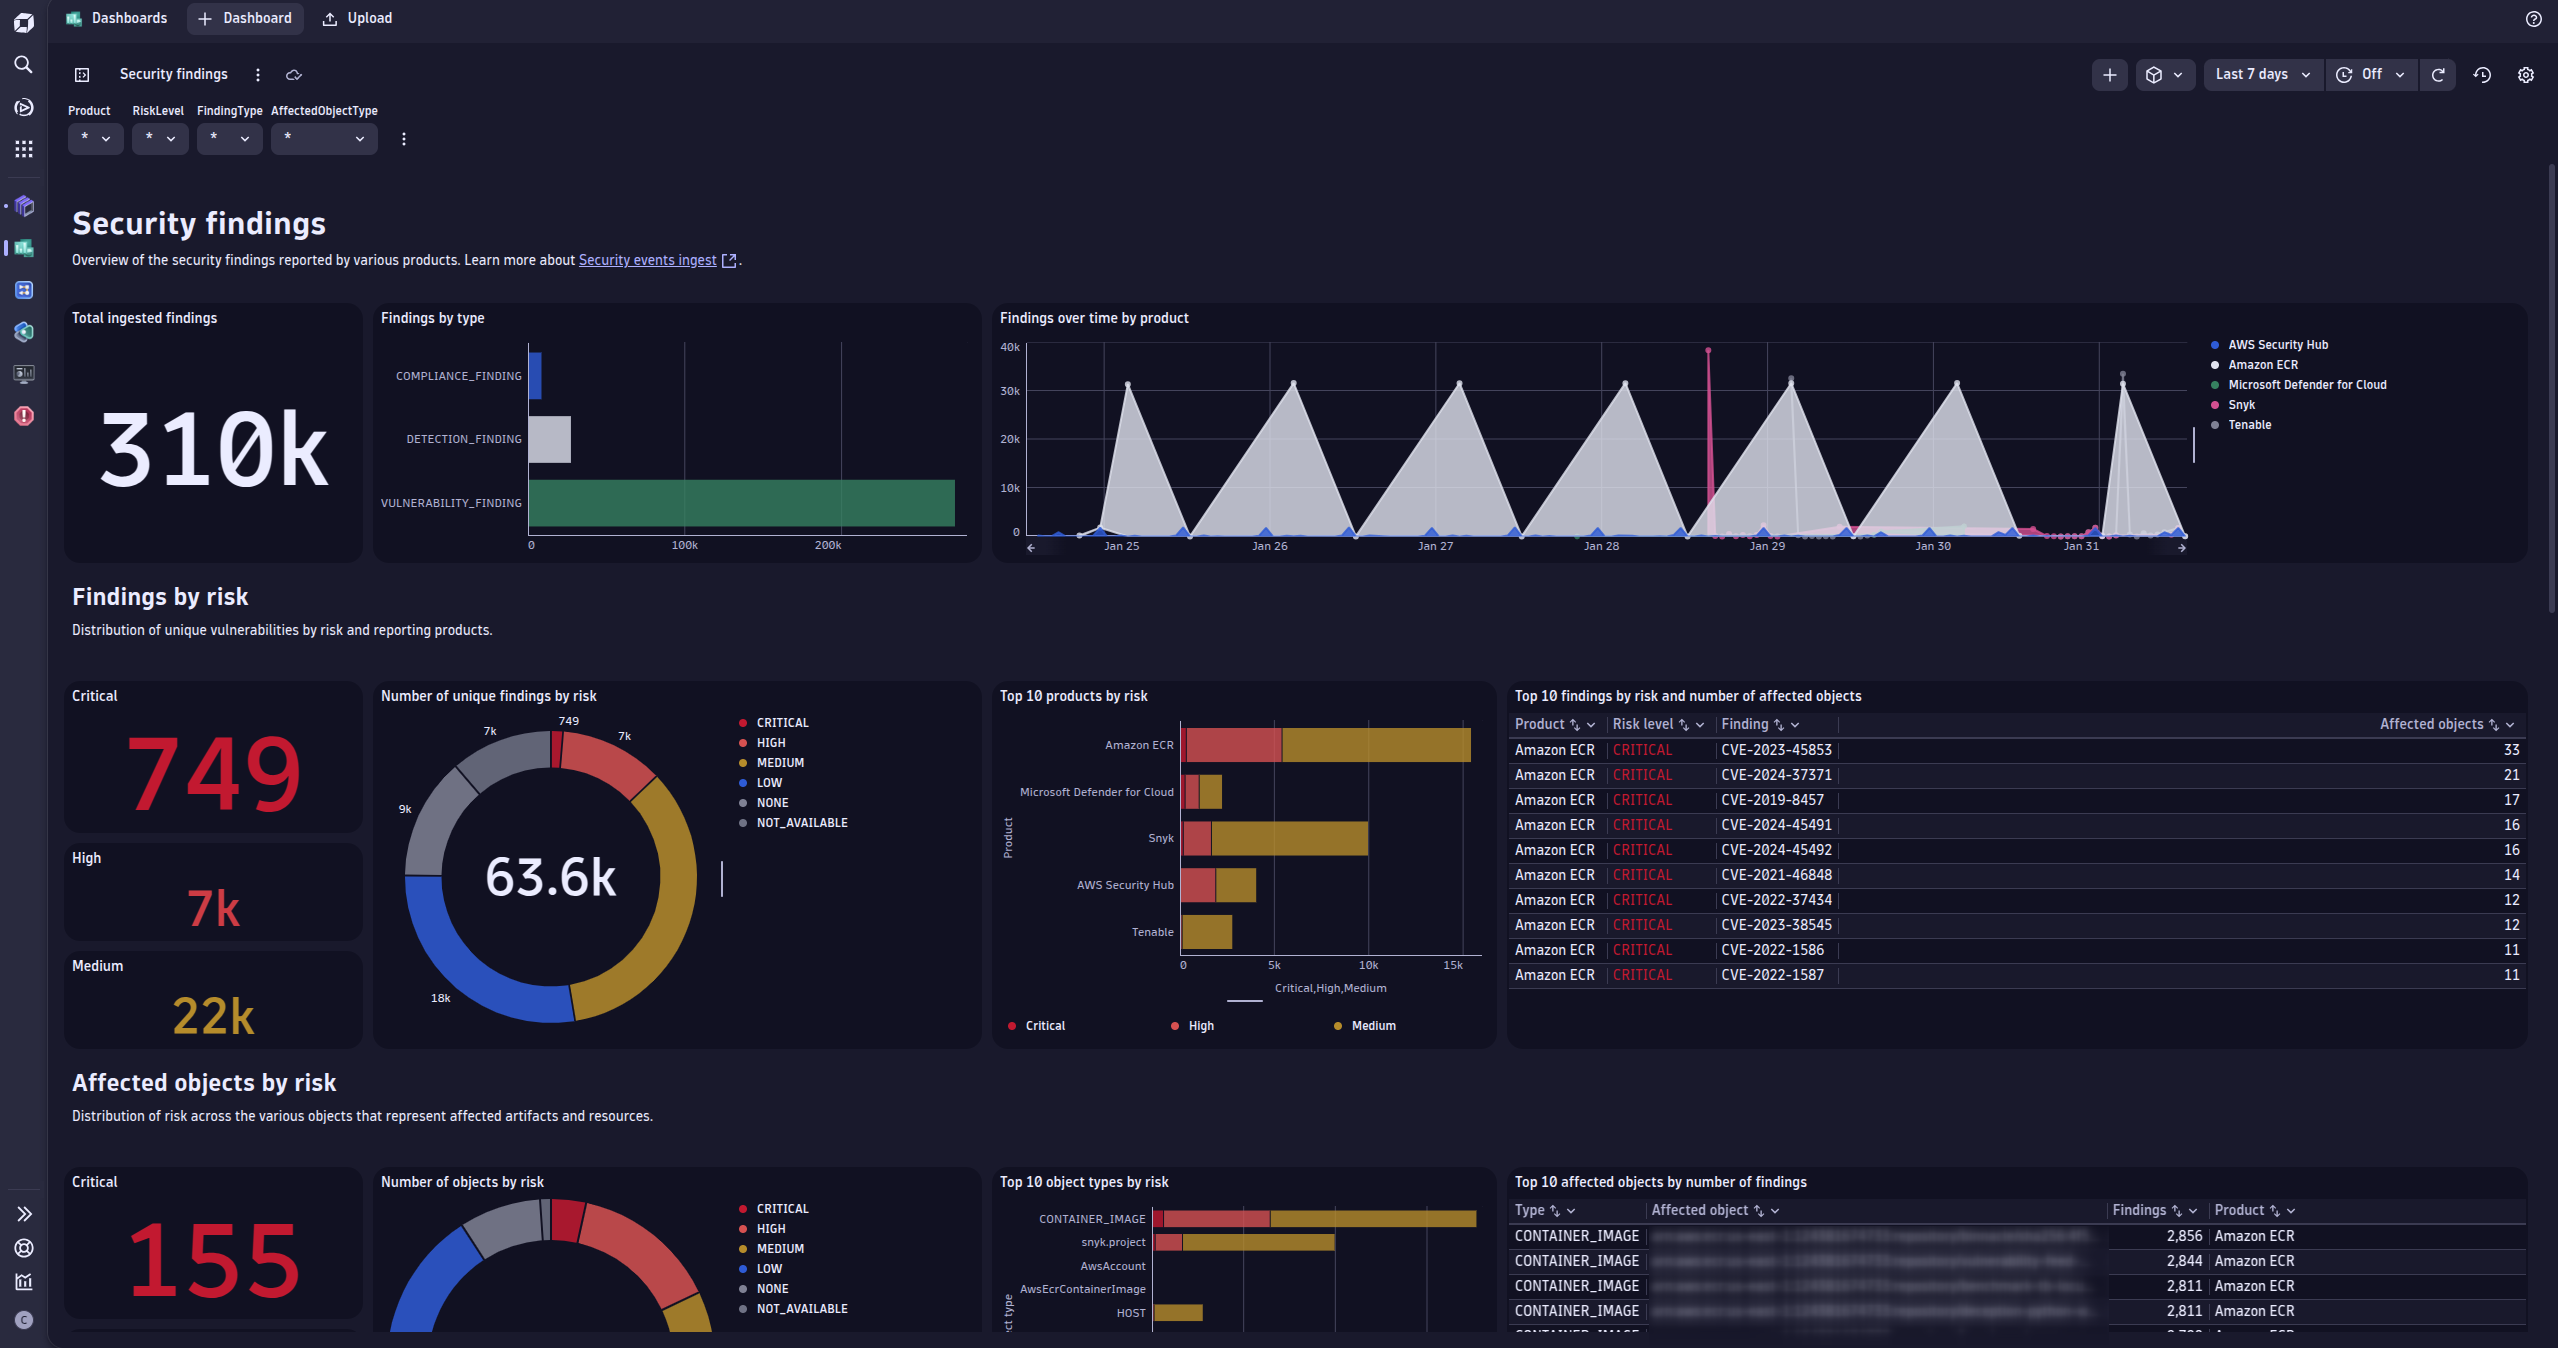 Dashboards
Dashboard
Upload
Security findings
Last 7 days
Off
Product RiskLevel FindingType AffectedObjectType
* * * *
Security findings
Overview of the security findings reported by various products. Learn more about Security events ingest .
Total ingested findings
310k
Findings by type
COMPLIANCE_FINDING
DETECTION_FINDING
VULNERABILITY_FINDING
0 100k 200k
Findings over time by product
40k
30k
20k
10k
0
Jan 25 Jan 26 Jan 27 Jan 28 Jan 29 Jan 30 Jan 31
AWS Security Hub
Amazon ECR
Microsoft Defender for Cloud
Snyk
Tenable
Findings by risk
Distribution of unique vulnerabilities by risk and reporting products.
Critical
749
High
7k
Medium
22k
Number of unique findings by risk
749
7k
7k
9k
18k
63.6k
CRITICAL
HIGH
MEDIUM
LOW
NONE
NOT_AVAILABLE
Top 10 products by risk
Product
Amazon ECR
Microsoft Defender for Cloud
Snyk
AWS Security Hub
Tenable
0 5k 10k 15k
Critical,High,Medium
Critical High Medium
Top 10 findings by risk and number of affected objects
Product Risk level Finding Affected objects
Amazon ECR CRITICAL CVE-2023-45853 33
Amazon ECR CRITICAL CVE-2024-37371 21
Amazon ECR CRITICAL CVE-2019-8457 17
Amazon ECR CRITICAL CVE-2024-45491 16
Amazon ECR CRITICAL CVE-2024-45492 16
Amazon ECR CRITICAL CVE-2021-46848 14
Amazon ECR CRITICAL CVE-2022-37434 12
Amazon ECR CRITICAL CVE-2023-38545 12
Amazon ECR CRITICAL CVE-2022-1586 11
Amazon ECR CRITICAL CVE-2022-1587 11
Affected objects by risk
Distribution of risk across the various objects that represent affected artifacts and resources.
Critical
155
Number of objects by risk
CRITICAL
HIGH
MEDIUM
LOW
NONE
NOT_AVAILABLE
Top 10 object types by risk
CONTAINER_IMAGE
snyk.project
AwsAccount
AwsEcrContainerImage
HOST
ct type
Top 10 affected objects by number of findings
Type Affected object Findings Product
CONTAINER_IMAGE 2,856 Amazon ECR
CONTAINER_IMAGE 2,844 Amazon ECR
CONTAINER_IMAGE 2,811 Amazon ECR
CONTAINER_IMAGE 2,811 Amazon ECR
C